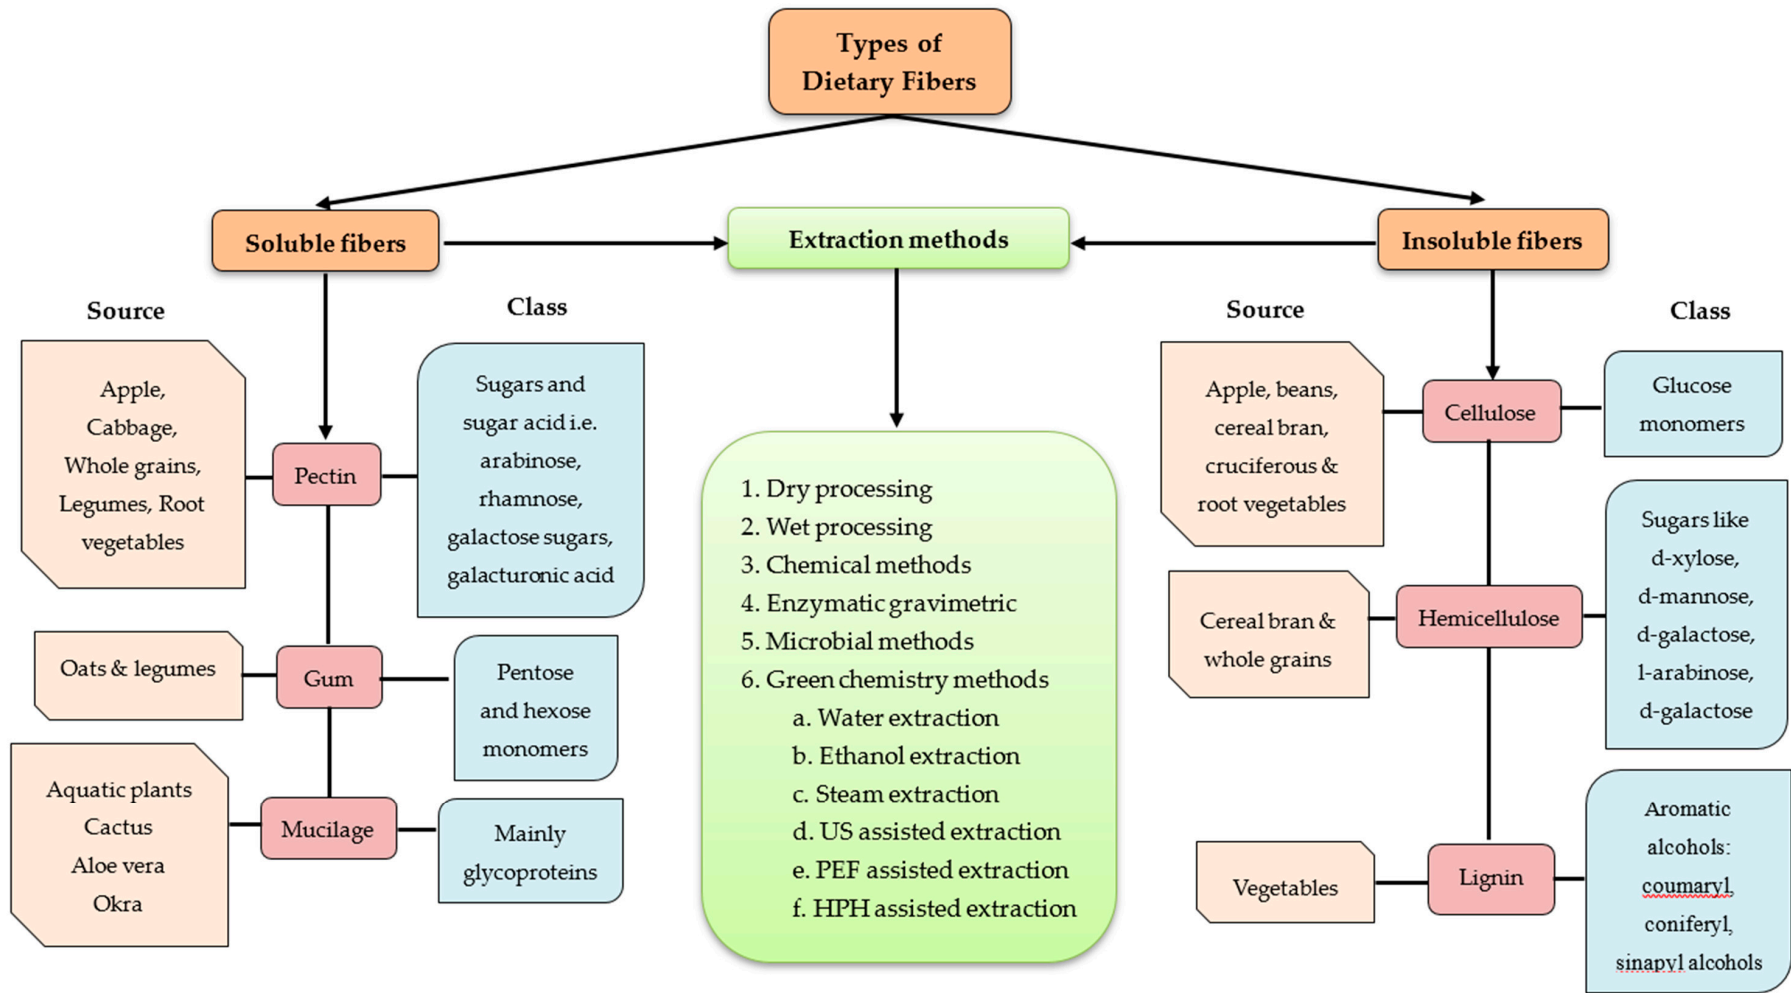 Types of
Dietary Fibers
Soluble fibers
Extraction methods
Insoluble fibers
Source
Class
Apple,
Cabbage,
Whole grains,
Legumes, Root
vegetables
Pectin
Sugars and
sugar acid i.e.
arabinose,
rhamnose,
galactose sugars,
galacturonic acid
Oats & legumes
Gum
Pentose
and hexose
monomers
Aquatic plants
Cactus
Aloe vera
Okra
Mucilage
Mainly
glycoproteins
1. Dry processing
2. Wet processing
3. Chemical methods
4. Enzymatic gravimetric
5. Microbial methods
6. Green chemistry methods
a. Water extraction
b. Ethanol extraction
c. Steam extraction
d. US assisted extraction
e. PEF assisted extraction
f. HPH assisted extraction
Source
Class
Apple, beans,
cereal bran,
cruciferous &
root vegetables
Cellulose
Glucose
monomers
Cereal bran &
whole grains
Hemicellulose
Sugars like
d-xylose,
d-mannose,
d-galactose,
l-arabinose,
d-galactose
Vegetables
Lignin
Aromatic
alcohols:
coumaryl,
coniferyl,
sinapyl alcohols